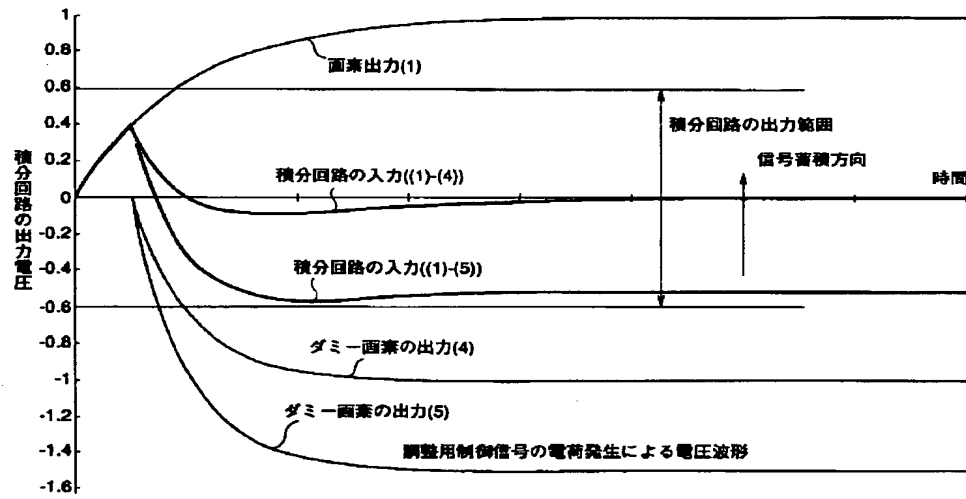 1
0.8
0.6
0.4
0.2
0
-0.2
-0.4
-0.6
-0.8
-1
-1.2
-1.4
-1.6
積分回路の出力電圧
画素出力(1)
積分回路の出力範囲
信号蓄積方向
時間
積分回路の入力((1)-(4))
積分回路の入力((1)-(5))
ダミー画素の出力(4)
ダミー画素の出力(5)
調整用制御信号の電荷発生による電圧波形